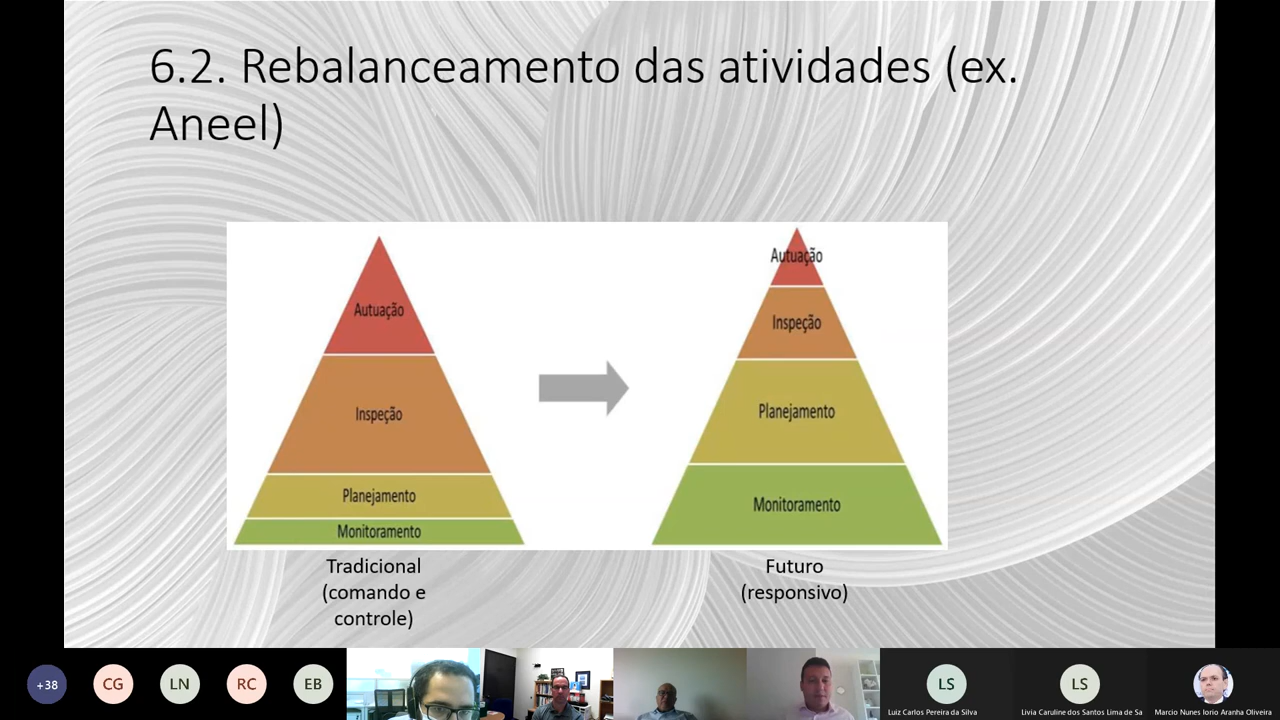 6.2. Rebalanceamento das atividades (ex.
Aneel)
Autuação
Inspeção
Planejamento
Monitoramento
Autuação
Inspeção
Planejamento
Monitoramento
Tradicional
(comando e
controle)
Futuro
(responsivo)
+38
CG
LN
RC
EB
LS
LS
Luiz Carlos Pereira da Silva
Livia Caruline dos Santos Lima de Sa
Marcio Nunes Iorio Aranha Oliveira